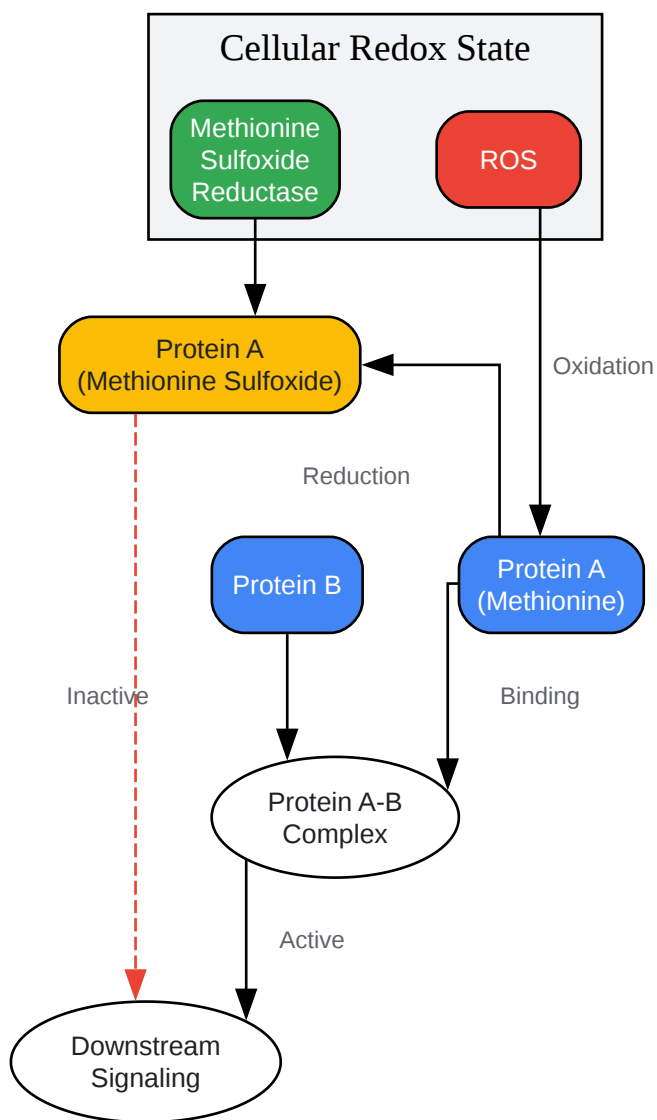 Cellular Redox State
Methionine
Sulfoxide
Reductase
ROS
Protein A
(Methionine Sulfoxide)
Oxidation
Reduction
Protein B
Protein A
(Methionine)
Inactive
Binding
Protein A-B
Complex
Active
Downstream
Signaling